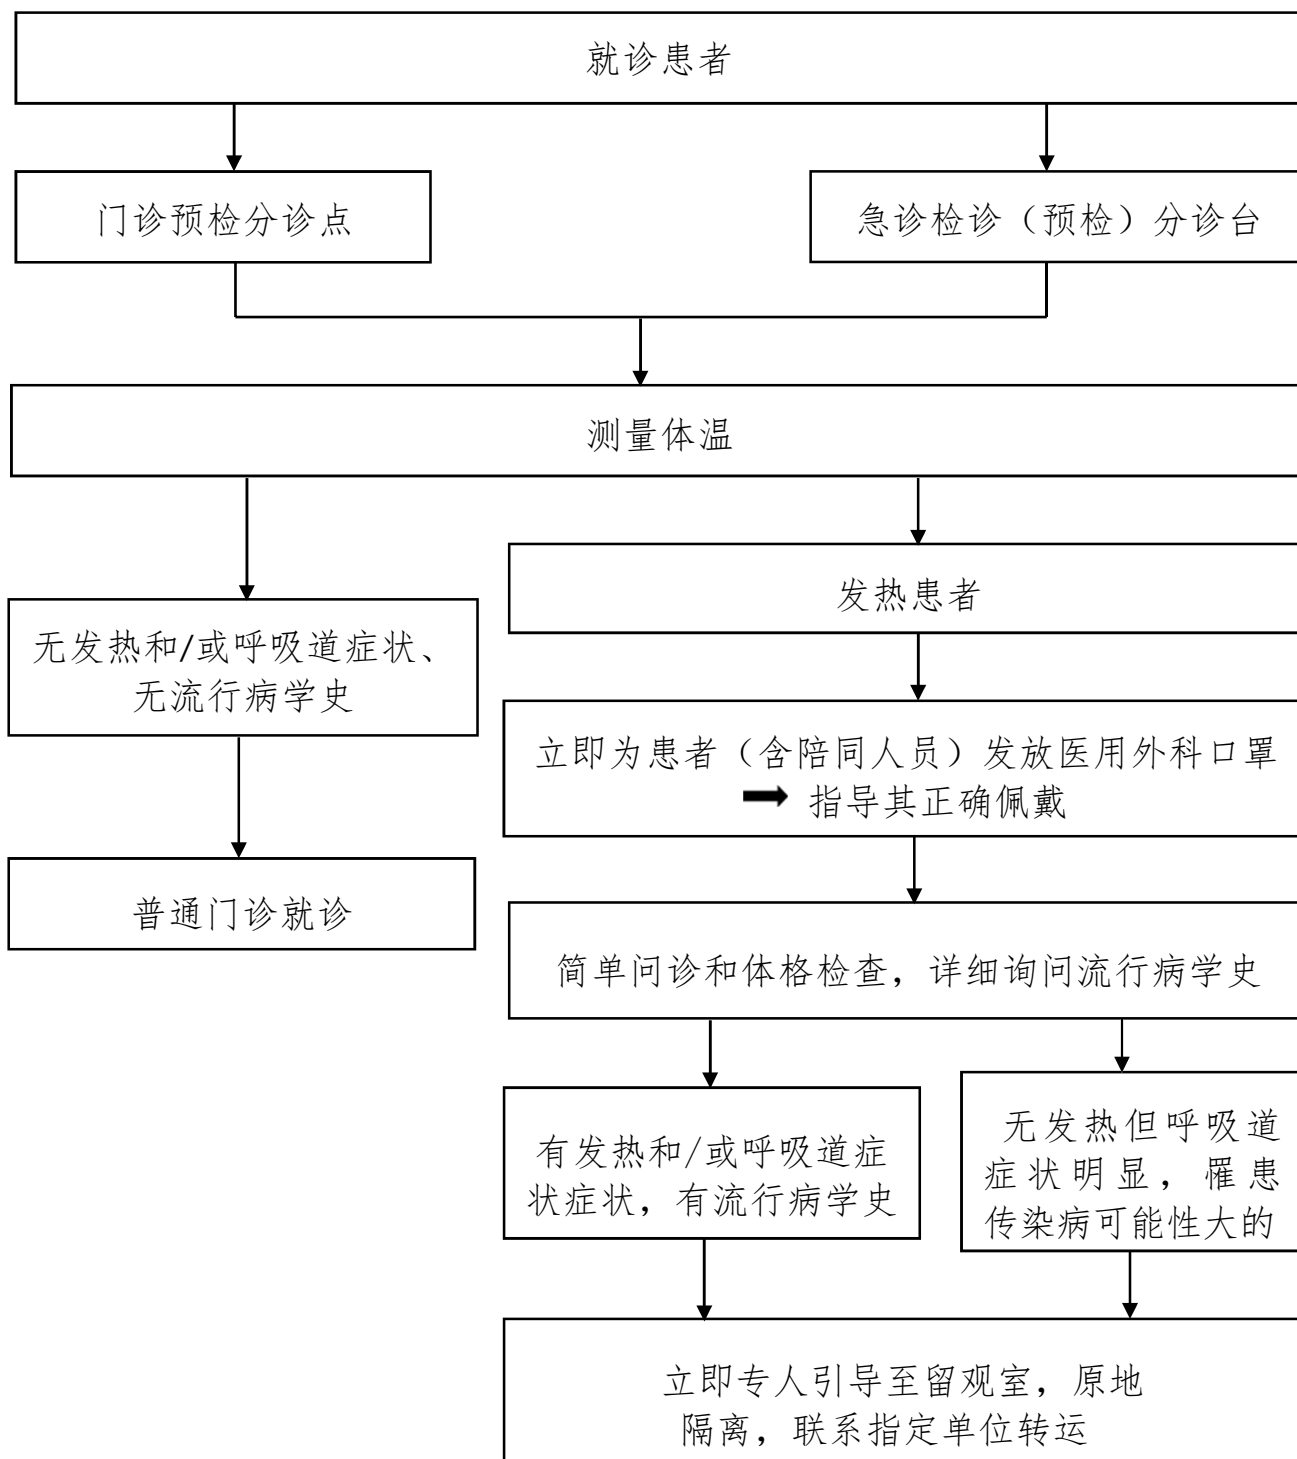 就诊患者
门诊预检分诊点
急诊检诊（预检）分诊台
测量体温
发热患者
无发热和/或呼吸道症状、
无流行病学史
立即为患者（含陪同人员）发放医用外科口罩
➡ 指导其正确佩戴
普通门诊就诊
简单问诊和体格检查，详细询问流行病学史
有发热和/或呼吸道症
状症状，有流行病学史
无发热但呼吸道
症状明显，罹患
传染病可能性大的
立即专人引导至留观室，原地
隔离，联系指定单位转运